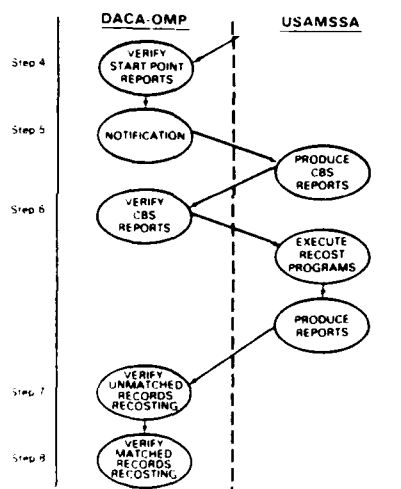 DACA-OMP
USAMSSA
Step 4
VERIFY
START POINT
REPORTS
Step 5
NOTIFICATION
PRODUCE
CBS
REPORTS
Step 6
VERIFY
CBS
REPORTS
EXECUTE
RECOST
PROGRAMS
PRODUCE
REPORTS
Step 7
VERIFY
UNMATCHED
RECORDS
RECOSTING
Step 8
VERIFY
MATCHED
RECORDS
RECOSTING